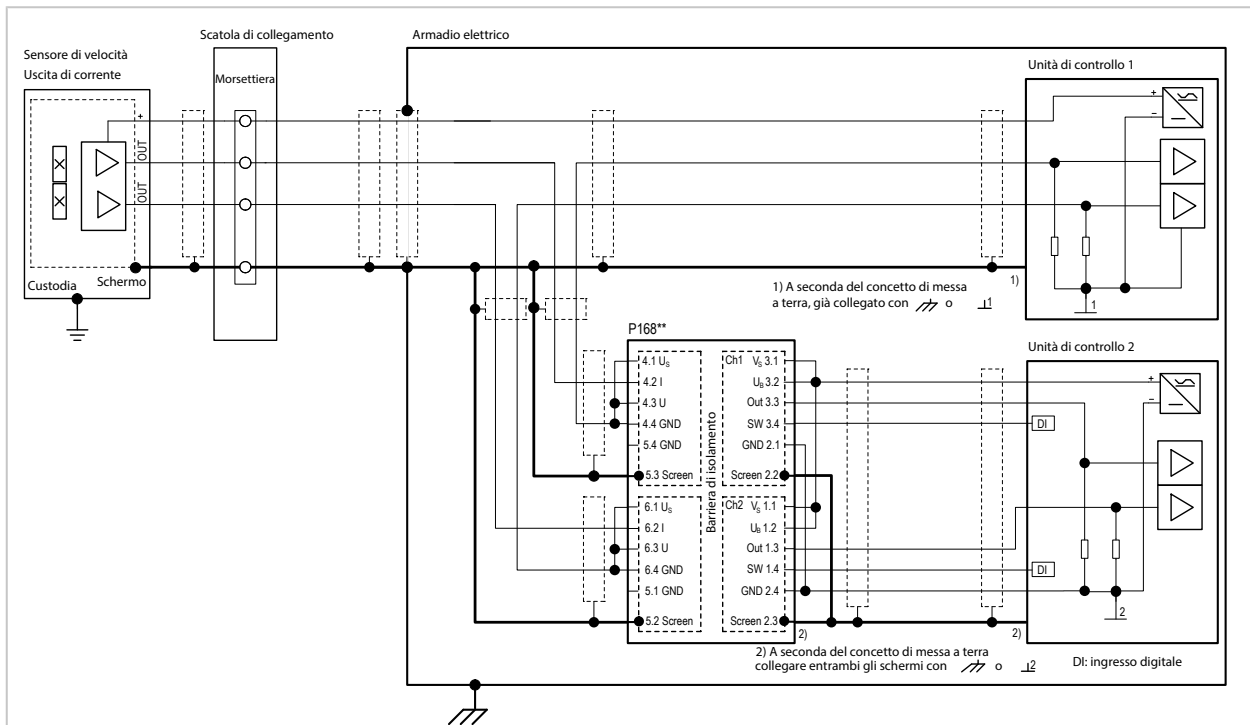 Sensore di velocità
Uscita di corrente
Scatola di collegamento
Morsettiera
Armadio elettrico
Unità di controllo 1
+
OUT
OUT
Custodia
Schermo
+
−
1
1)
1) A seconda del concetto di messa
a terra, già collegato con o 1
P168**
Barriera di isolamento
4.1 US
4.2 I
4.3 U
4.4 GND
5.4 GND
5.3 Screen
6.1 US
6.2 I
6.3 U
6.4 GND
5.1 GND
5.2 Screen
Ch1 VS 3.1
UB 3.2
Out 3.3
SW 3.4
GND 2.1
Screen 2.2
Ch2 VS 1.1
UB 1.2
Out 1.3
SW 1.4
GND 2.4
Screen 2.3
2)
Unità di controllo 2
+
−
DI
DI
2
2)
2) A seconda del concetto di messa a terra
collegare entrambi gli schermi con o 2
DI: ingresso digitale